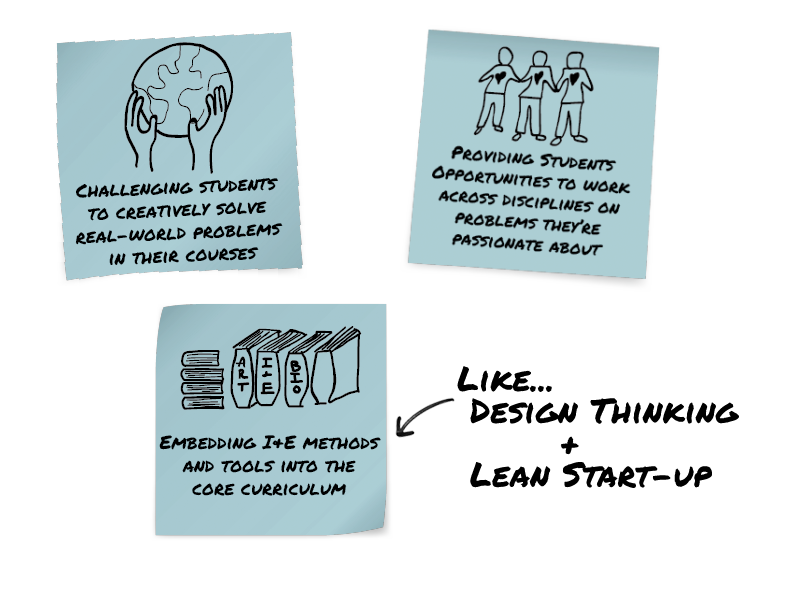 Challenging students
to creatively solve
real-world problems
in their courses
Providing Students
Opportunities to work
across disciplines on
problems they're
passionate about
ART
I+E
BIO
Embedding I+E methods
and tools into the
core curriculum
Like...
Design Thinking
+
Lean Start-up